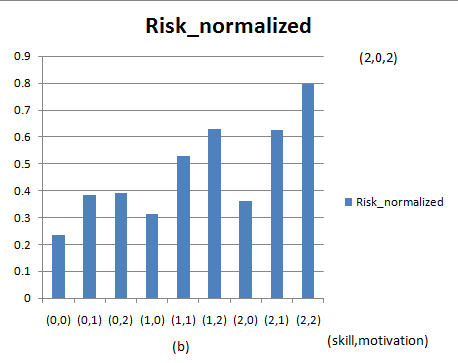 Risk_normalized
(2,0,2)
0.9
0.8
0.7
0.6
0.5
0.4
0.3
0.2
0.1
0
Risk_normalized
(0,0) (0,1) (0,2) (1,0) (1,1) (1,2) (2,0) (2,1) (2,2)
(skill,motivation)
(b)